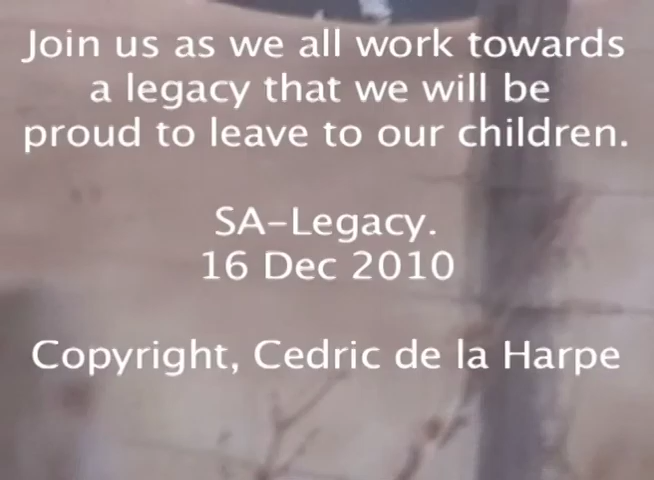 Join us as we all work towards
a legacy that we will be
proud to leave to our children.
SA-Legacy.
16 Dec 2010
Copyright, Cedric de la Harpe